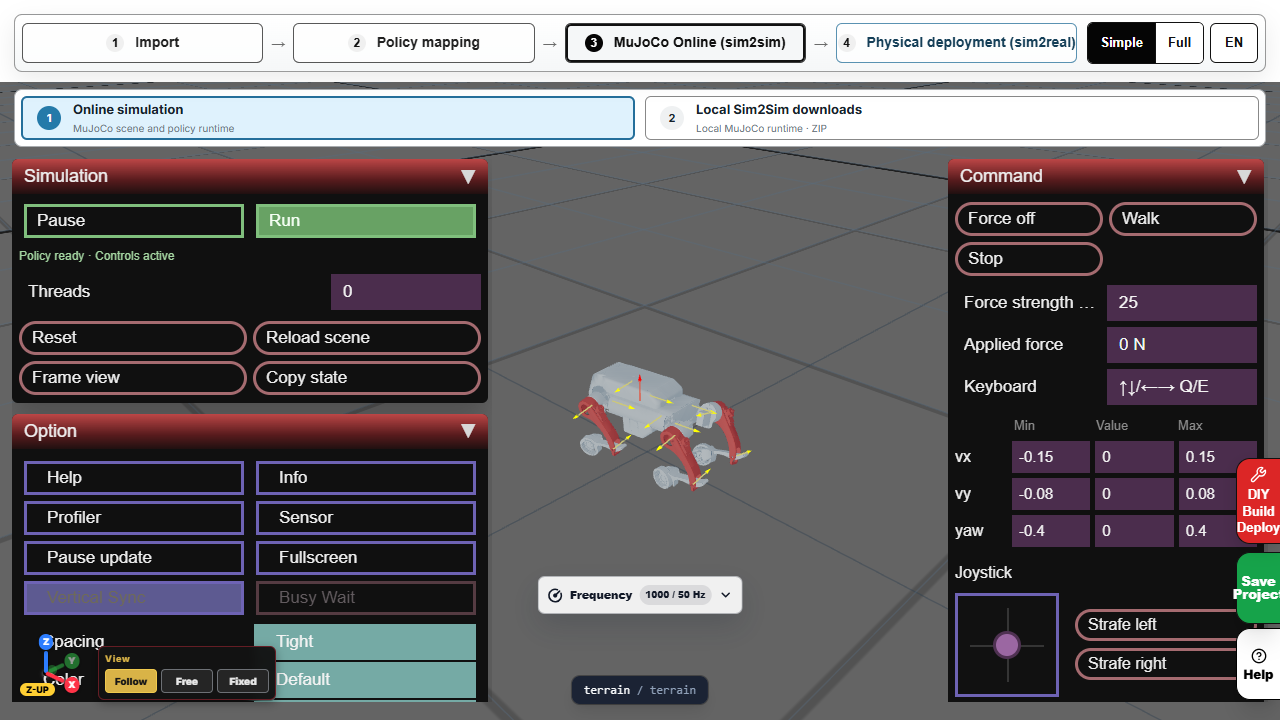 1 Import → 2 Policy mapping → 3 MuJoCo Online (sim2sim) → 4 Physical deployment (sim2real) Simple Full EN
1 Online simulation
MuJoCo scene and policy runtime
2 Local Sim2Sim downloads
Local MuJoCo runtime · ZIP
Simulation ▼
Pause Run
Policy ready · Controls active
Threads 0
Reset Reload scene
Frame view Copy state
Option ▼
Help Info
Profiler Sensor
Pause update Fullscreen
Vertical Sync Busy Wait
Spacing Tight
Color Default
Z Y X
Z-UP
View
Follow Free Fixed
Frequency 1000 / 50 Hz
terrain / terrain
Command ▼
Force off Walk
Stop
Force strength ... 25
Applied force 0 N
Keyboard ↑↓/←→ Q/E
Min Value Max
vx -0.15 0 0.15
vy -0.08 0 0.08
yaw -0.4 0 0.4
Joystick
Strafe left
Strafe right
DIY
Build
Deploy
Save
Project
Help